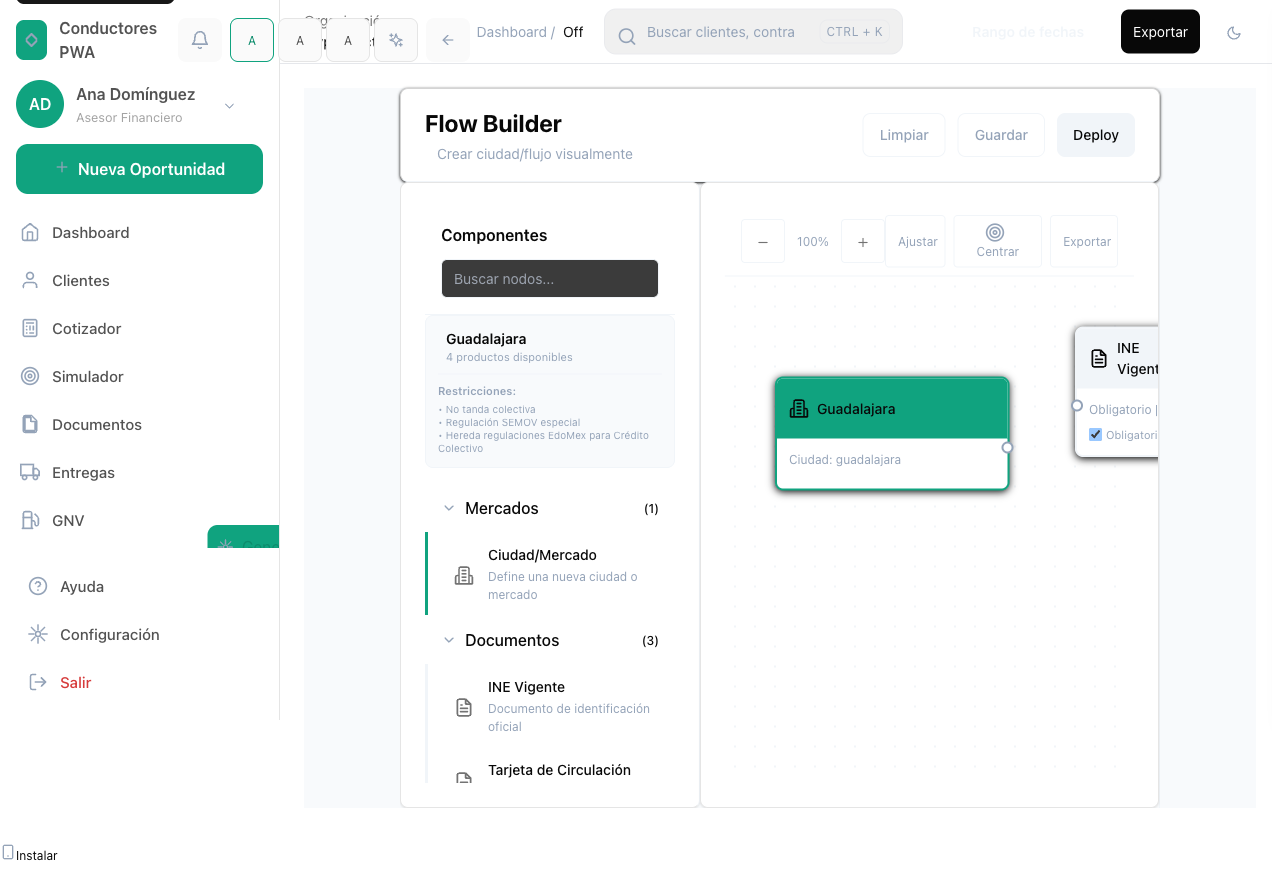 Conductores
PWA
A
A
A
Dashboard / Off
Buscar clientes, contra
CTRL + K
Rango de fechas
Exportar
AD
Ana Domínguez
Asesor Financiero
+ Nueva Oportunidad
Dashboard
Clientes
Cotizador
Simulador
Documentos
Entregas
GNV
Ayuda
Configuración
Salir
Instalar
Flow Builder
Crear ciudad/flujo visualmente
Limpiar
Guardar
Deploy
Componentes
Buscar nodos...
Guadalajara
4 productos disponibles
Restricciones:
• No tanda colectiva
• Regulación SEMOV especial
• Hereda regulaciones EdoMex para Crédito
Colectivo
Mercados (1)
Ciudad/Mercado
Define una nueva ciudad o
mercado
Documentos (3)
INE Vigente
Documento de identificación
oficial
Tarjeta de Circulación
−
100%
+
Ajustar
Centrar
Exportar
Guadalajara
Ciudad: guadalajara
INE
Vigent
Obligatorio |
Obligatori